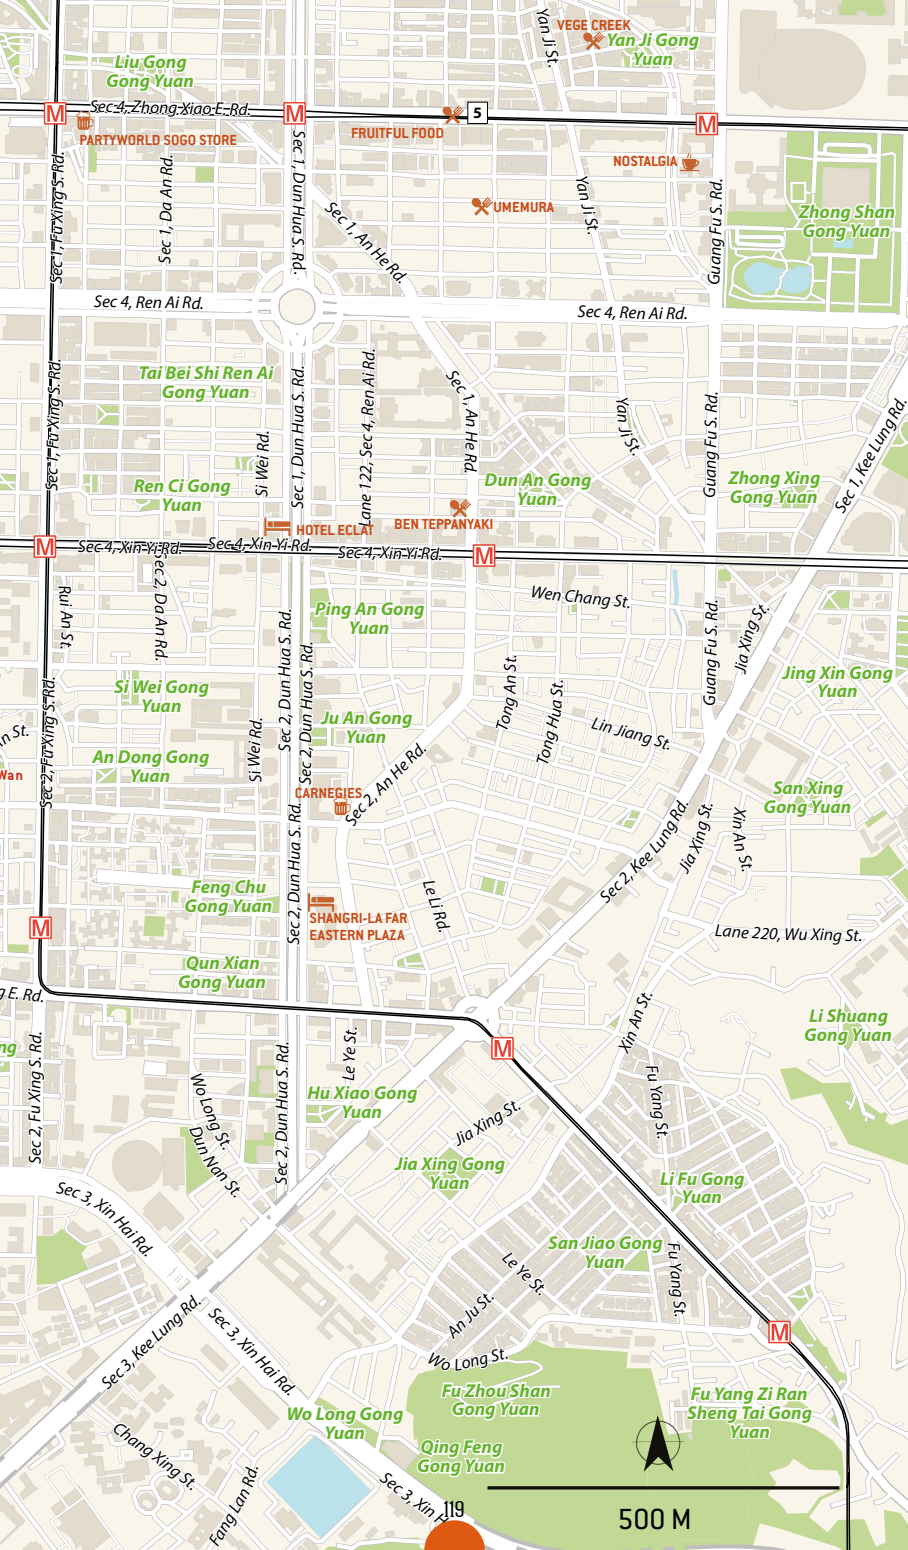 VEGE CREEK
Yan Ji St.
Yan Ji Gong
Yuan
Liu Gong
Gong Yuan
M
Sec 4, Zhong Xiao E. Rd.
M
5
M
PARTYWORLD SOGO STORE
FRUITFUL FOOD
NOSTALGIA
Sec 1, Fu Xing S. Rd.
Sec 1, Da An Rd.
Sec 1, Dun Hua S. Rd.
Sec 1, An He Rd.
UMEMURA
Yan Ji St.
Guang Fu S. Rd.
Zhong Shan
Gong Yuan
Sec 4, Ren Ai Rd.
Sec 4, Ren Ai Rd.
Tai Bei Shi Ren Ai
Gong Yuan
Sec 1, Fu Xing S. Rd.
Si Wei Rd.
Sec 1, Dun Hua S. Rd.
Lane 122, Sec 4, Ren Ai Rd.
Sec 1, An He Rd.
Yan Ji St.
Guang Fu S. Rd.
Sec 1, Kee Lung Rd.
Ren Ci Gong
Yuan
Dun An Gong
Yuan
Zhong Xing
Gong Yuan
HOTEL ECLAT
BEN TEPPANYAKI
M
Sec 4, Xin Yi Rd.
Sec 4, Xin Yi Rd.
Sec 4, Xin Yi Rd.
M
Rui An St.
Sec 2, Da An Rd.
Ping An Gong
Yuan
Wen Chang St.
Guang Fu S. Rd.
Jia Xing St.
Sec 2, Dun Hua S. Rd.
Sec 2, Dun Hua S. Rd.
Tong An St.
Tong Hua St.
Jing Xin Gong
Yuan
Si Wei Gong
Yuan
Ju An Gong
Yuan
Lin Jiang St.
n St.
Sec 2, Fu Xing S. Rd.
Si Wei Rd.
An Dong Gong
Yuan
Wan
Sec 2, An He Rd.
CARNEGIES
San Xing
Gong Yuan
Sec 2, Kee Lung Rd.
Jia Xing St.
Xin An St.
Sec 2, Dun Hua S. Rd.
Feng Chu
Gong Yuan
Le Li Rd.
SHANGRI-LA FAR
EASTERN PLAZA
M
Lane 220, Wu Xing St.
Qun Xian
Gong Yuan
g E. Rd.
Li Shuang
Gong Yuan
ng
Sec 2, Fu Xing S. Rd.
Le Ye St.
Xin An St.
M
Wo Long St.
Sec 2, Dun Hua S. Rd.
Hu Xiao Gong
Yuan
Fu Yang St.
Jia Xing St.
Dun Nan St.
Jia Xing Gong
Yuan
Li Fu Gong
Yuan
Sec 3, Xin Hai Rd.
San Jiao Gong
Yuan
Le Ye St.
Fu Yang St.
Sec 3, Kee Lung Rd.
Sec 3, Xin Hai Rd.
An Ju St.
M
Wo Long St.
Fu Zhou Shan
Gong Yuan
Fu Yang Zi Ran
Sheng Tai Gong
Yuan
Wo Long Gong
Yuan
Chang Xing St.
Qing Feng
Gong Yuan
Fang Lan Rd.
Sec 3, Xin H
119
500 M